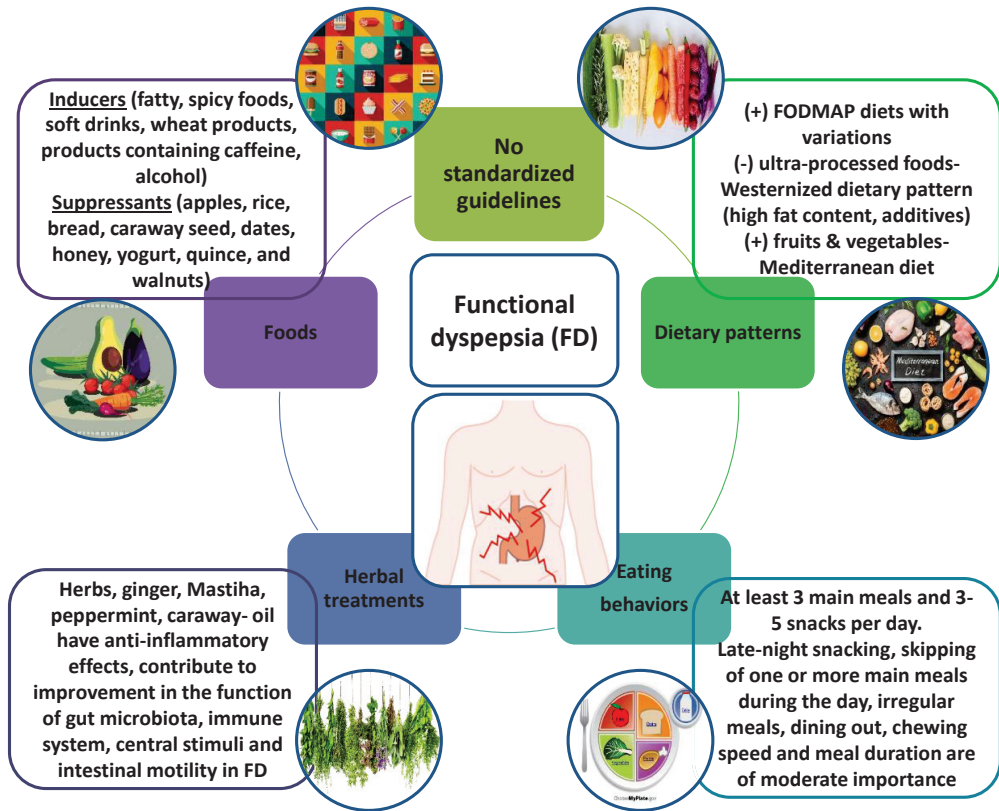 Inducers (fatty, spicy foods,
soft drinks, wheat products,
products containing caffeine,
alcohol)
Suppressants (apples, rice,
bread, caraway seed, dates,
honey, yogurt, quince, and
walnuts)
No
standardized
guidelines
(+) FODMAP diets with
variations
(-) ultra-processed foods-
Westernized dietary pattern
(high fat content, additives)
(+) fruits & vegetables-
Mediterranean diet
Foods
Functional
dyspepsia (FD)
Dietary patterns
Mediterranean
Diet
Herbal
treatments
Eating
behaviors
Herbs, ginger, Mastiha,
peppermint, caraway- oil
have anti-inflammatory
effects, contribute to
improvement in the function
of gut microbiota, immune
system, central stimuli and
intestinal motility in FD
At least 3 main meals and 3-
5 snacks per day.
Late-night snacking, skipping
of one or more main meals
during the day, irregular
meals, dining out, chewing
speed and meal duration are
of moderate importance
ChooseMyPlate.gov